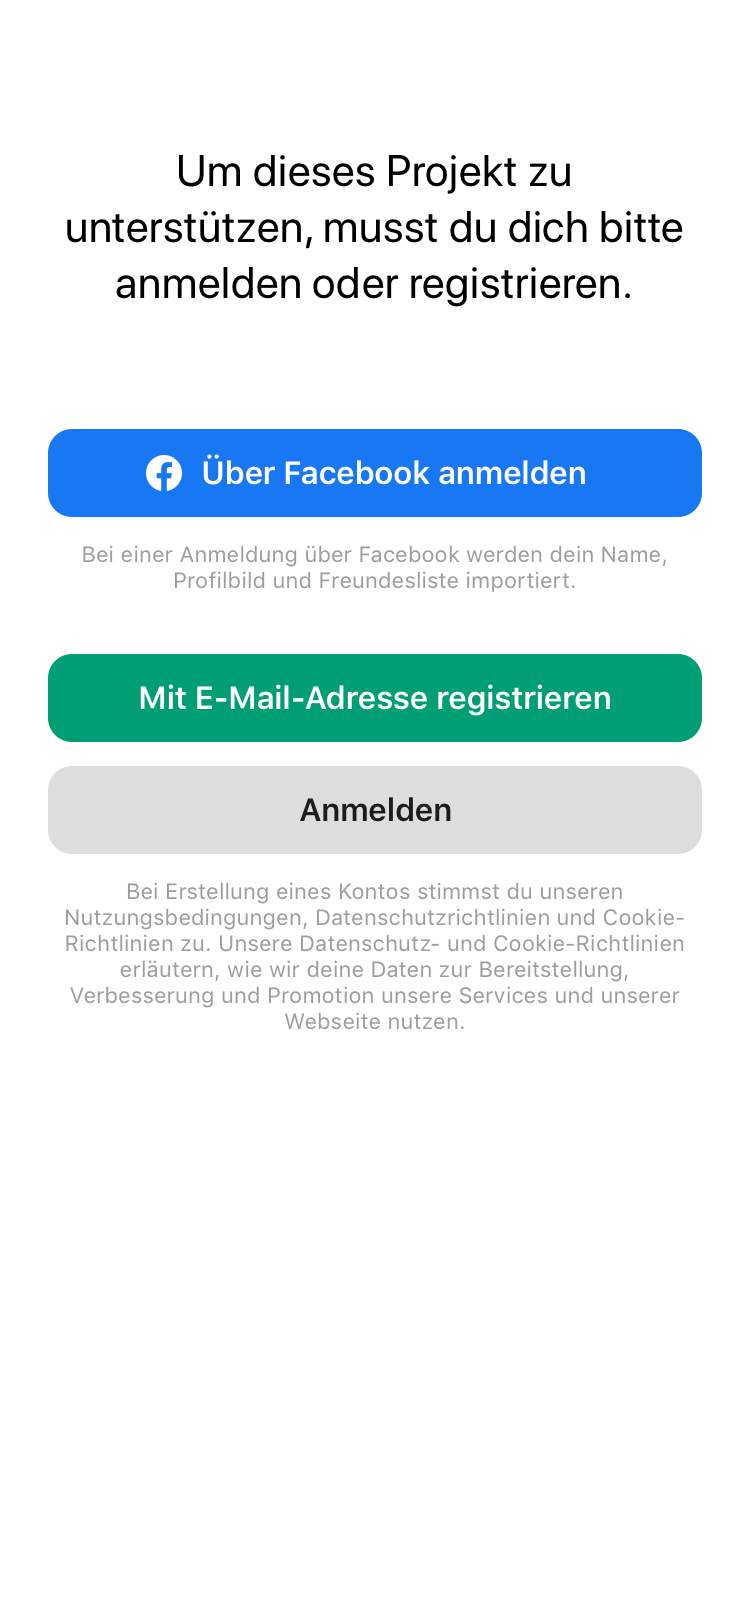 Um dieses Projekt zu
unterstützen, musst du dich bitte
anmelden oder registrieren.
Über Facebook anmelden
Bei einer Anmeldung über Facebook werden dein Name,
Profilbild und Freundesliste importiert.
Mit E-Mail-Adresse registrieren
Anmelden
Bei Erstellung eines Kontos stimmst du unseren
Nutzungsbedingungen, Datenschutzrichtlinien und Cookie-
Richtlinien zu. Unsere Datenschutz- und Cookie-Richtlinien
erläutern, wie wir deine Daten zur Bereitstellung,
Verbesserung und Promotion unsere Services und unserer
Webseite nutzen.